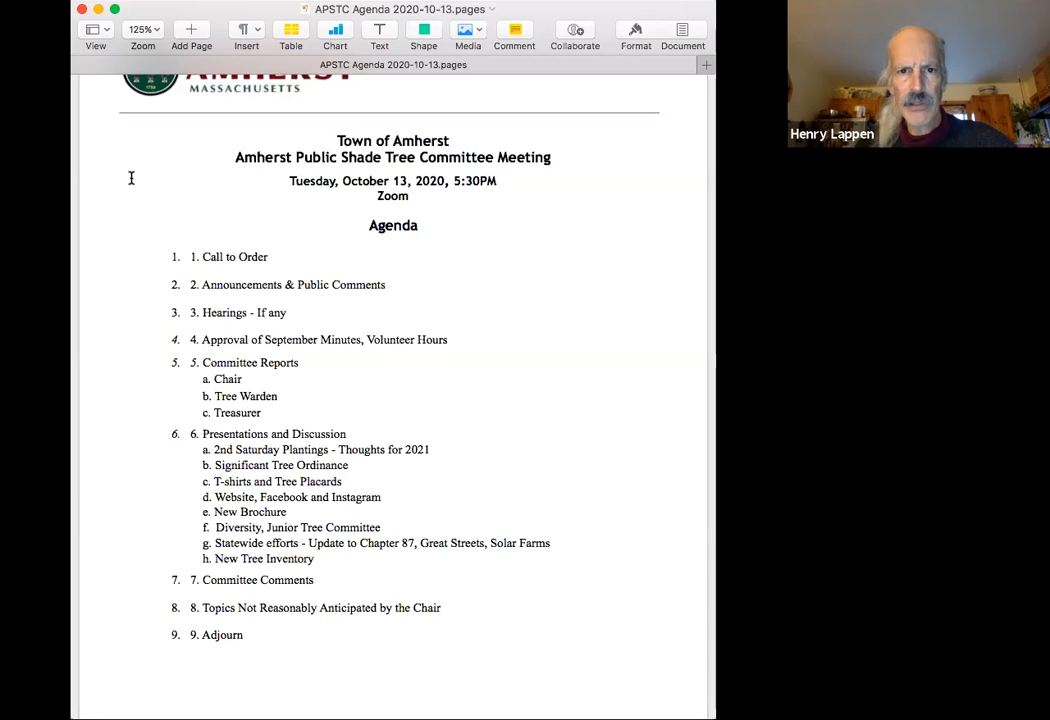 APSTC Agenda 2020-10-13.pages
125%
View Zoom Add Page Insert Table Chart Text Shape Media Comment Collaborate Format Document
APSTC Agenda 2020-10-13.pages
AMHERST
MASSACHUSETTS
Town of Amherst
Amherst Public Shade Tree Committee Meeting
Tuesday, October 13, 2020, 5:30PM
Zoom
Agenda
1. 1. Call to Order
2. 2. Announcements & Public Comments
3. 3. Hearings - If any
4. 4. Approval of September Minutes, Volunteer Hours
5. 5. Committee Reports
a. Chair
b. Tree Warden
c. Treasurer
6. 6. Presentations and Discussion
a. 2nd Saturday Plantings - Thoughts for 2021
b. Significant Tree Ordinance
c. T-shirts and Tree Placards
d. Website, Facebook and Instagram
e. New Brochure
f. Diversity, Junior Tree Committee
g. Statewide efforts - Update to Chapter 87, Great Streets, Solar Farms
h. New Tree Inventory
7. 7. Committee Comments
8. 8. Topics Not Reasonably Anticipated by the Chair
9. 9. Adjourn
Henry Lappen